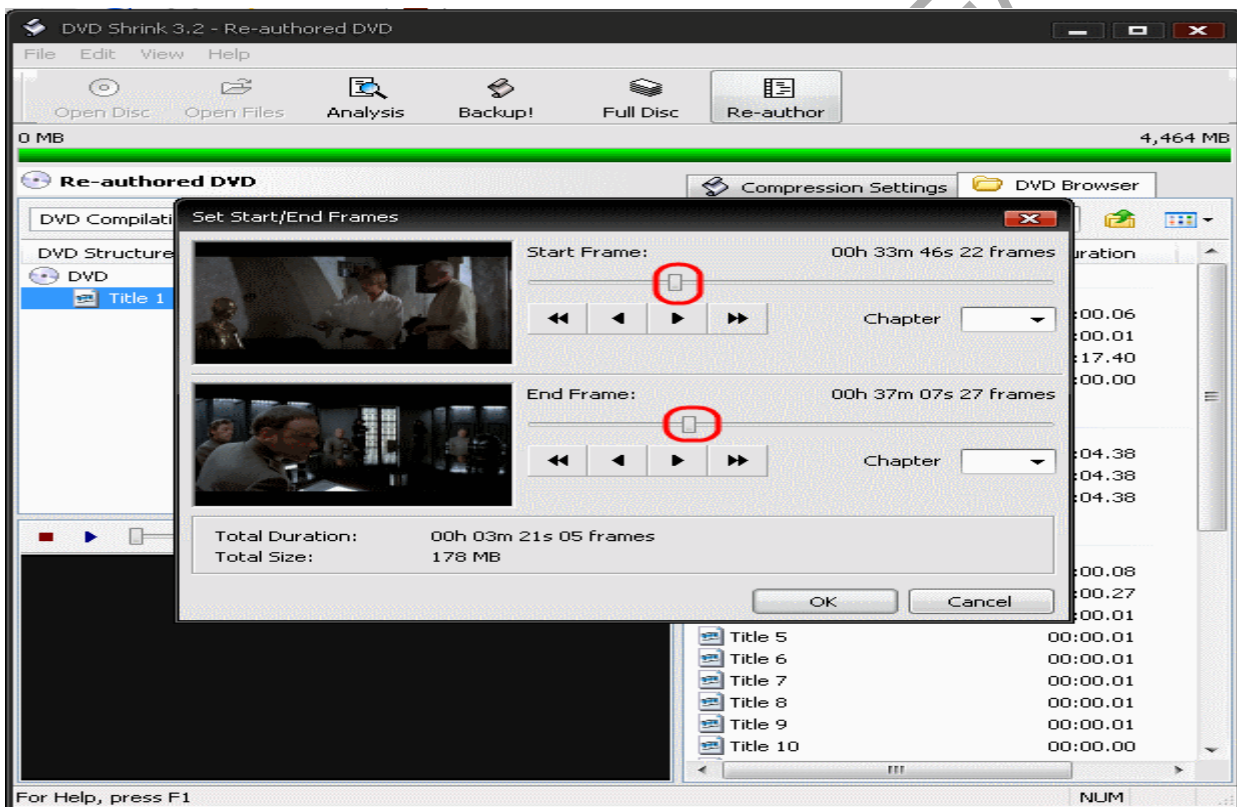 DVD Shrink 3.2 - Re-authored DVD
File Edit View Help
Open Disc Open Files Analysis Backup! Full Disc Re-author
0 MB 4,464 MB
Re-authored DVD
Compression Settings DVD Browser
DVD Compilati
Set Start/End Frames
DVD Structure
uration
DVD
Title 1
Start Frame: 00h 33m 46s 22 frames
Chapter
:00.06
:00.01
:17.40
:00.00
End Frame: 00h 37m 07s 27 frames
Chapter
:04.38
:04.38
:04.38
Total Duration: 00h 03m 21s 05 frames
Total Size: 178 MB
:00.08
:00.27
:00.01
OK Cancel
Title 5 00:00.01
Title 6 00:00.01
Title 7 00:00.01
Title 8 00:00.01
Title 9 00:00.01
Title 10 00:00.00
For Help, press F1 NUM